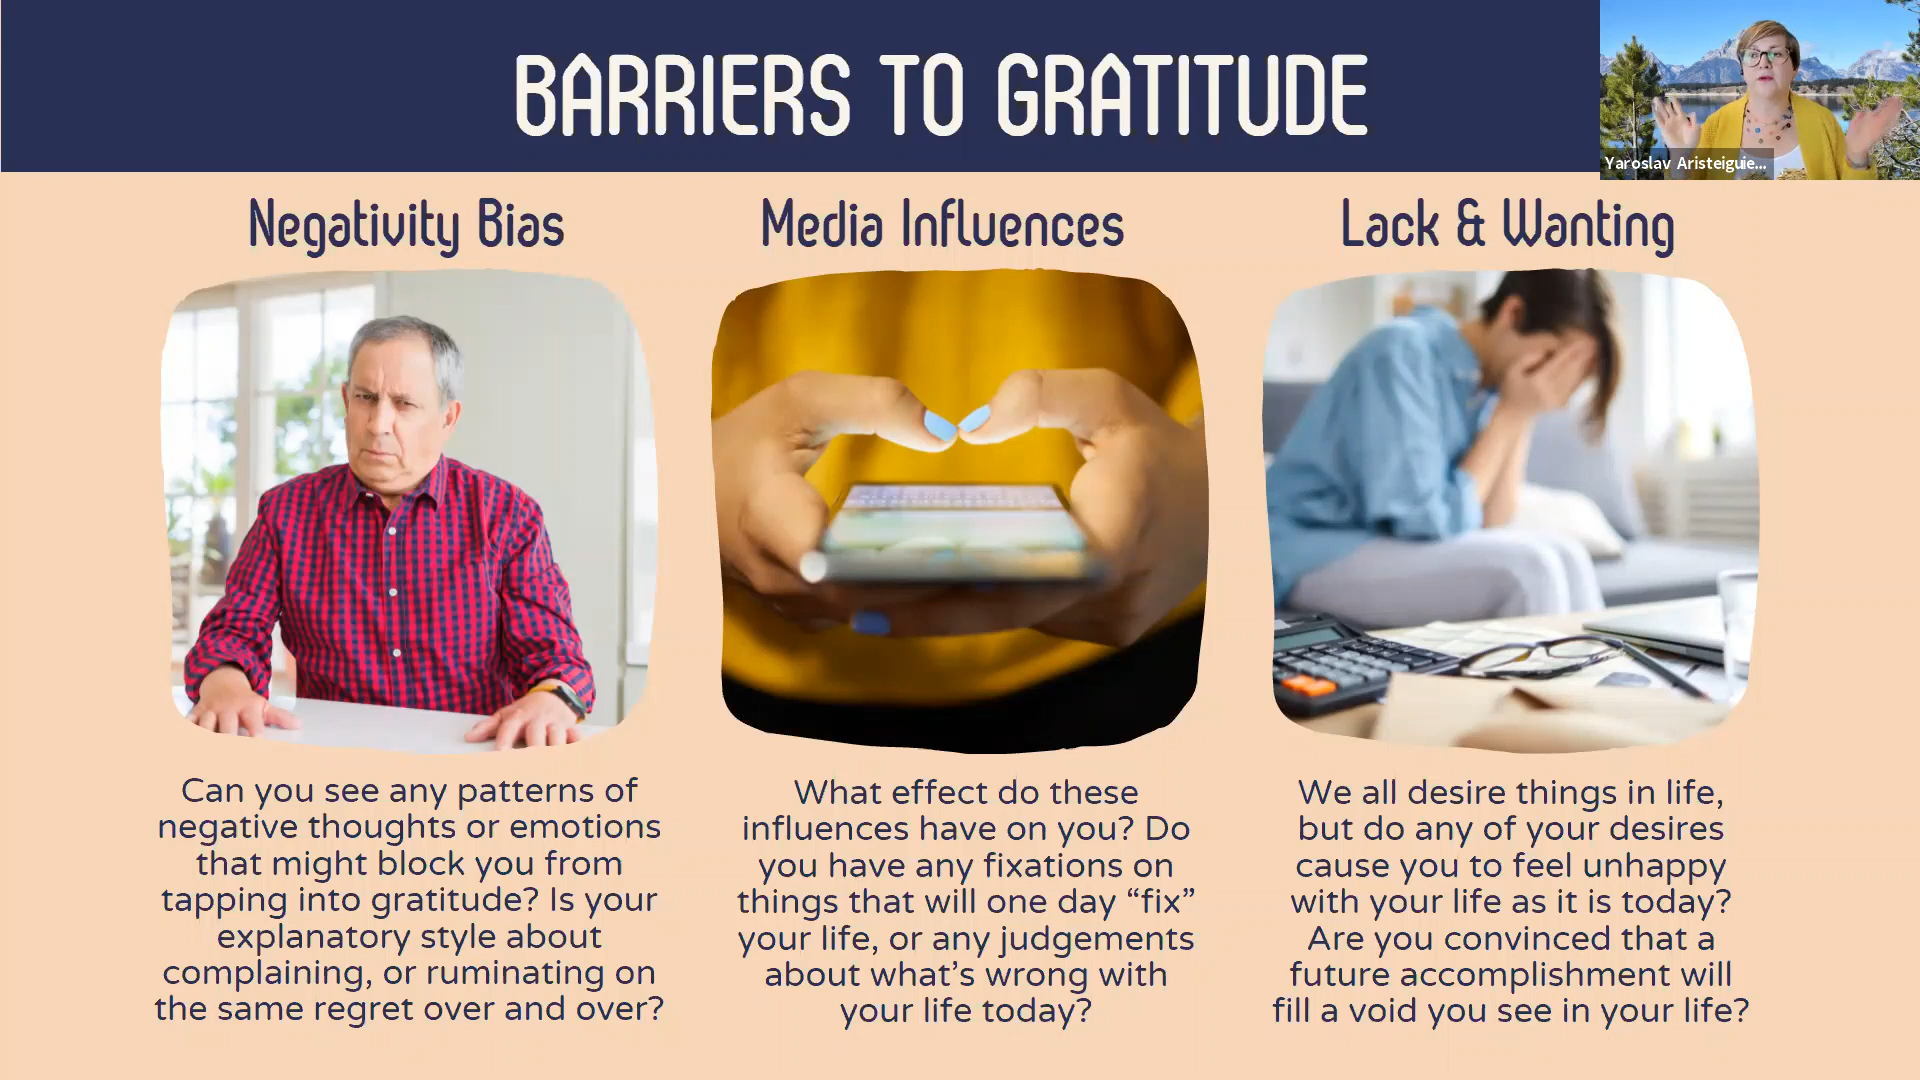 BARRIERS TO GRATITUDE
Yaroslav Aristeiguie...
Negativity Bias
Can you see any patterns of
negative thoughts or emotions
that might block you from
tapping into gratitude? Is your
explanatory style about
complaining, or ruminating on
the same regret over and over?
Media Influences
What effect do these
influences have on you? Do
you have any fixations on
things that will one day “fix”
your life, or any judgements
about what’s wrong with
your life today?
Lack & Wanting
We all desire things in life,
but do any of your desires
cause you to feel unhappy
with your life as it is today?
Are you convinced that a
future accomplishment will
fill a void you see in your life?